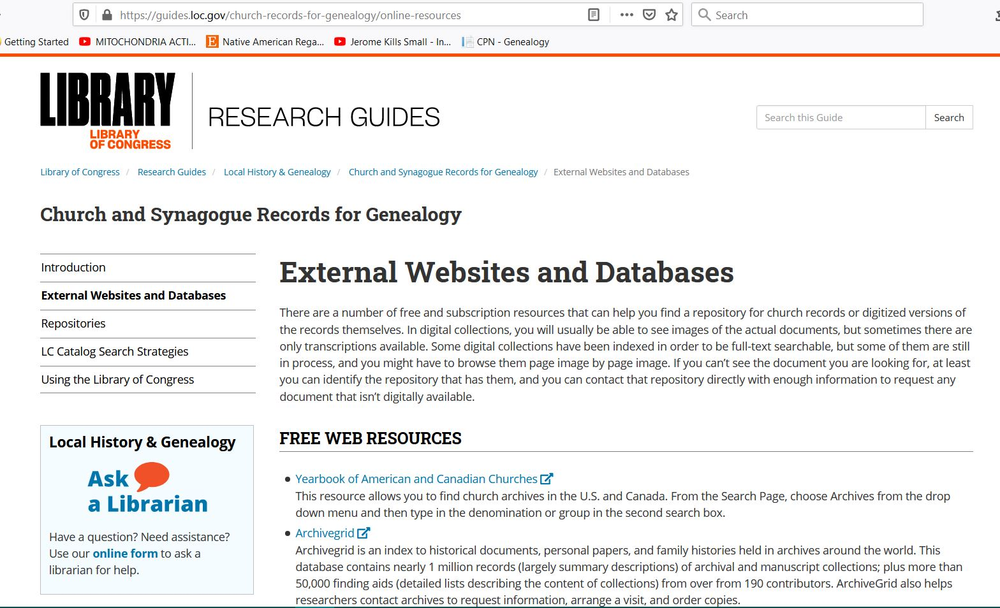 https://guides.loc.gov/church-records-for-genealogy/online-resources
Search
Getting Started
MITOCHONDRIA ACTI...
E
Native American Rega...
Jerome Kills Small - In...
CPN - Genealogy
LIBRARY
LIBRARY
OF CONGRESS
RESEARCH GUIDES
Search this Guide
Search
Library of Congress / Research Guides / Local History & Genealogy / Church and Synagogue Records for Genealogy / External Websites and Databases
Church and Synagogue Records for Genealogy
Introduction
External Websites and Databases
Repositories
LC Catalog Search Strategies
Using the Library of Congress
Local History & Genealogy
Ask
a Librarian
Have a question? Need assistance?
Use our online form to ask a
librarian for help.
External Websites and Databases
There are a number of free and subscription resources that can help you find a repository for church records or digitized versions of
the records themselves. In digital collections, you will usually be able to see images of the actual documents, but sometimes there are
only transcriptions available. Some digital collections have been indexed in order to be full-text searchable, but some of them are still
in process, and you might have to browse them page image by page image. If you can't see the document you are looking for, at least
you can identify the repository that has them, and you can contact that repository directly with enough information to request any
document that isn't digitally available.
FREE WEB RESOURCES
Yearbook of American and Canadian Churches
This resource allows you to find church archives in the U.S. and Canada. From the Search Page, choose Archives from the drop
down menu and then type in the denomination or group in the second search box.
Archivegrid
Archivegrid is an index to historical documents, personal papers, and family histories held in archives around the world. This
database contains nearly 1 million records (largely summary descriptions) of archival and manuscript collections; plus more than
50,000 finding aids (detailed lists describing the content of collections) from over from 190 contributors. ArchiveGrid also helps
researchers contact archives to request information, arrange a visit, and order copies.